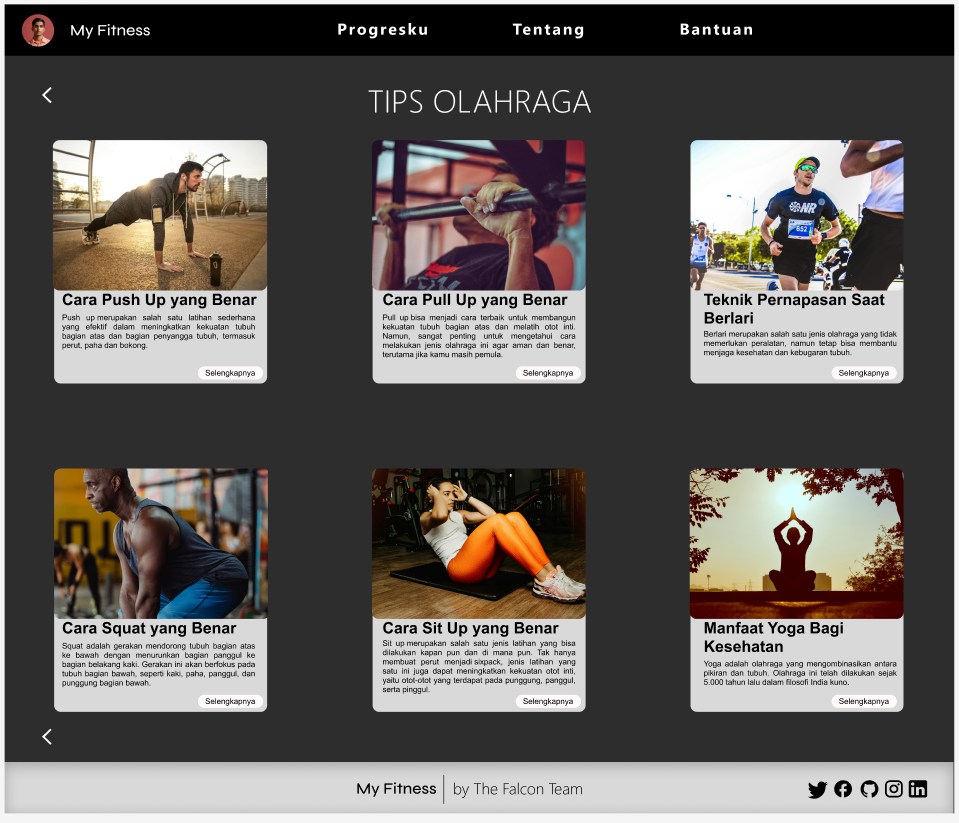 My Fitness
Progresku
Tentang
Bantuan
TIPS OLAHRAGA
Cara Push Up yang Benar
Push up merupakan salah satu latihan sederhana
yang efektif dalam meningkatkan kekuatan tubuh
bagian atas dan bagian penyangga tubuh, termasuk
perut, paha dan bokong.
Selengkapnya
Cara Pull Up yang Benar
Pull up bisa menjadi cara terbaik untuk membangun
kekuatan tubuh bagian atas dan melatih otot inti.
Namun, sangat penting untuk mengetahui cara
melakukan jenis olahraga ini agar aman dan benar,
terutama jika kamu masih pemula.
Selengkapnya
NR
652
Teknik Pernapasan Saat
Berlari
Berlari merupakan salah satu jenis olahraga yang tidak
memerlukan peralatan, namun tetap bisa membantu
menjaga kesehatan dan kebugaran tubuh.
Selengkapnya
Cara Squat yang Benar
Squat adalah gerakan mendorong tubuh bagian atas
ke bawah dengan menurunkan bagian panggul ke
bagian belakang kaki. Gerakan ini akan berfokus pada
tubuh bagian bawah, seperti kaki, paha, panggul, dan
punggung bagian bawah.
Selengkapnya
Cara Sit Up yang Benar
Sit up merupakan salah satu jenis latihan yang bisa
dilakukan kapan pun dan di mana pun. Tak hanya
membuat perut menjadi sixpack, jenis latihan yang
satu ini juga dapat meningkatkan kekuatan otot inti,
yaitu otot-otot yang terdapat pada punggung, panggul,
serta pinggul.
Selengkapnya
Manfaat Yoga Bagi
Kesehatan
Yoga adalah olahraga yang mengombinasikan antara
pikiran dan tubuh. Olahraga ini telah dilakukan sejak
5.000 tahun lalu dalam filosofi India kuno.
Selengkapnya
My Fitness | by The Falcon Team